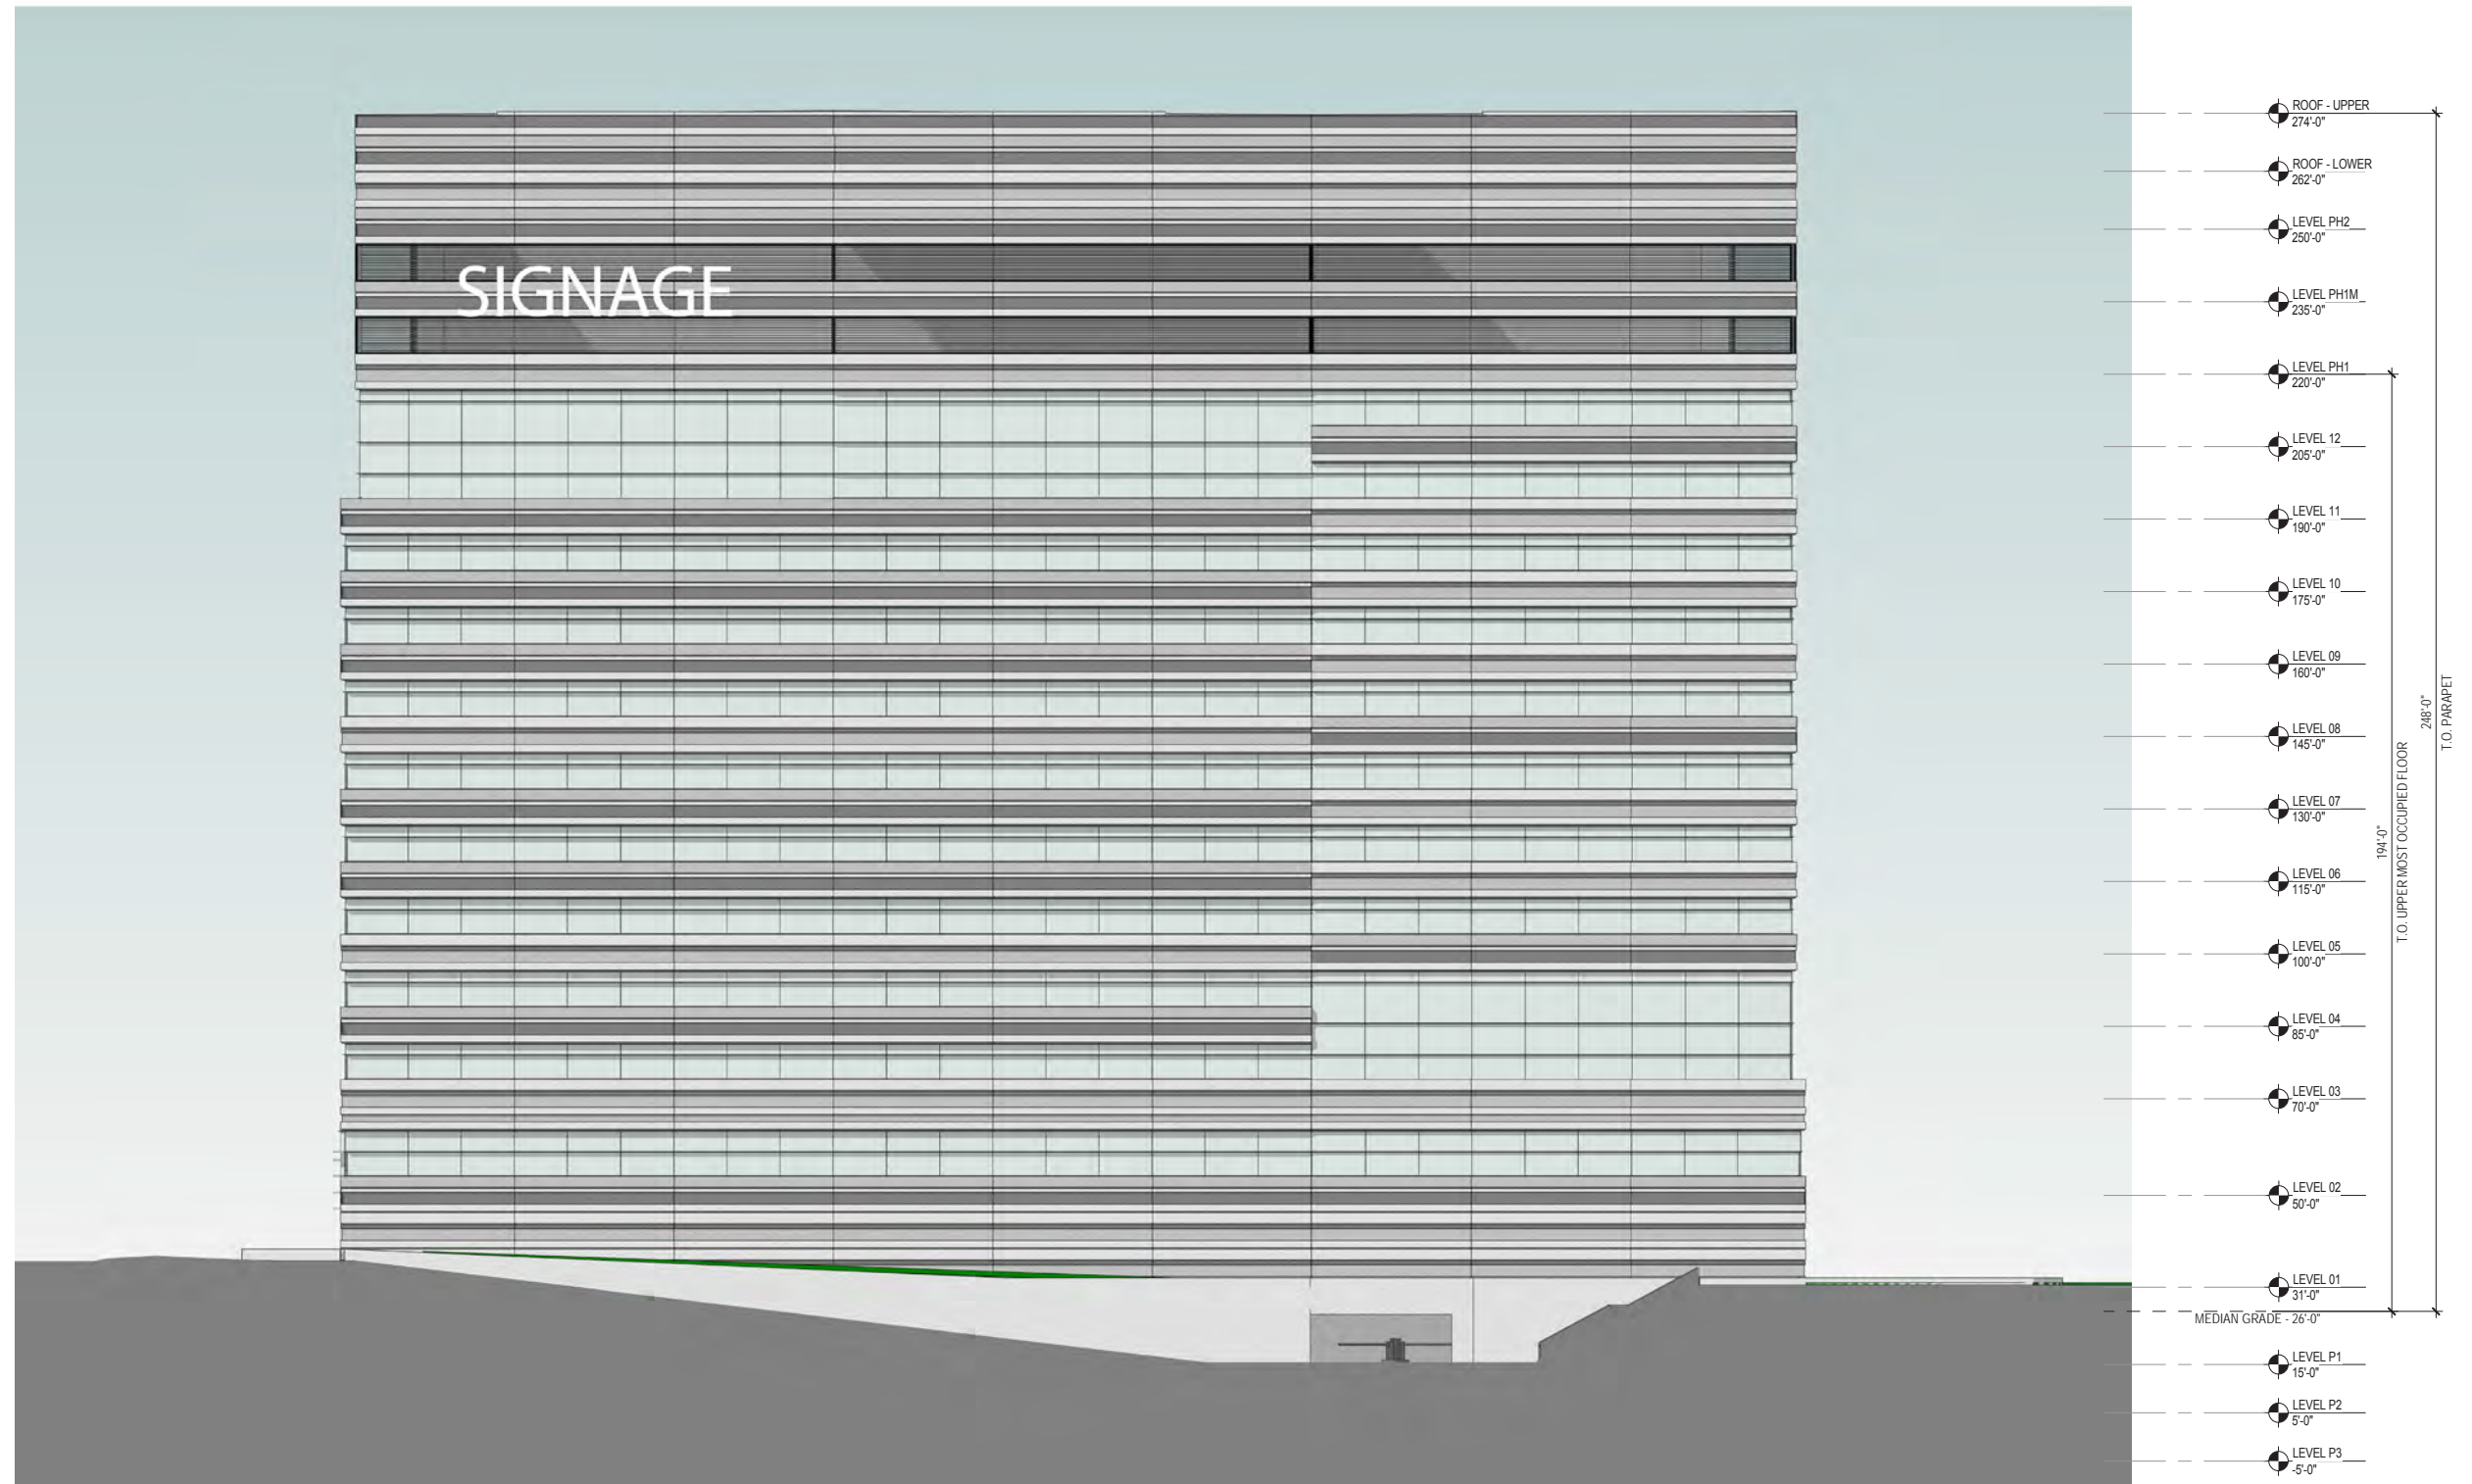 ROOF - UPPER
274'-0"
ROOF - LOWER
262'-0"
LEVEL PH2
250'-0"
SIGNAGE
LEVEL PH1M
235'-0"
LEVEL PH1
220'-0"
LEVEL 12
205'-0"
LEVEL 11
190'-0"
LEVEL 10
175'-0"
LEVEL 09
160'-0"
LEVEL 08
145'-0"
LEVEL 07
130'-0"
LEVEL 06
115'-0"
LEVEL 05
100'-0"
LEVEL 04
85'-0"
LEVEL 03
70'-0"
LEVEL 02
50'-0"
LEVEL 01
31'-0"
MEDIAN GRADE - 26'-0"
LEVEL P1
15'-0"
LEVEL P2
5'-0"
LEVEL P3
-5'-0"
194'-0"
T.O. UPPER MOST OCCUPIED FLOOR
248'-0"
T.O. PARAPET